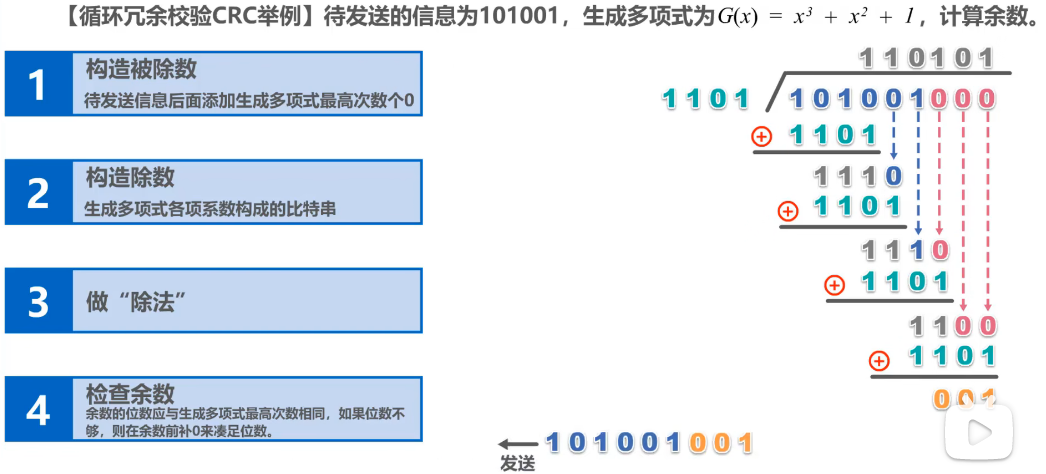 【循环冗余校验CRC举例】待发送的信息为101001，生成多项式为G(x) = x³ + x² + 1，计算余数。
1
构造被除数
待发送信息后面添加生成多项式最高次数个0
2
构造除数
生成多项式各项系数构成的比特串
3
做“除法”
4
检查余数
余数的位数应与生成多项式最高次数相同，如果位数不
够，则在余数前补0来凑足位数。
110101
1101 101001000
1101
1110
1101
1110
1101
1100
1101
001
101001001
发送